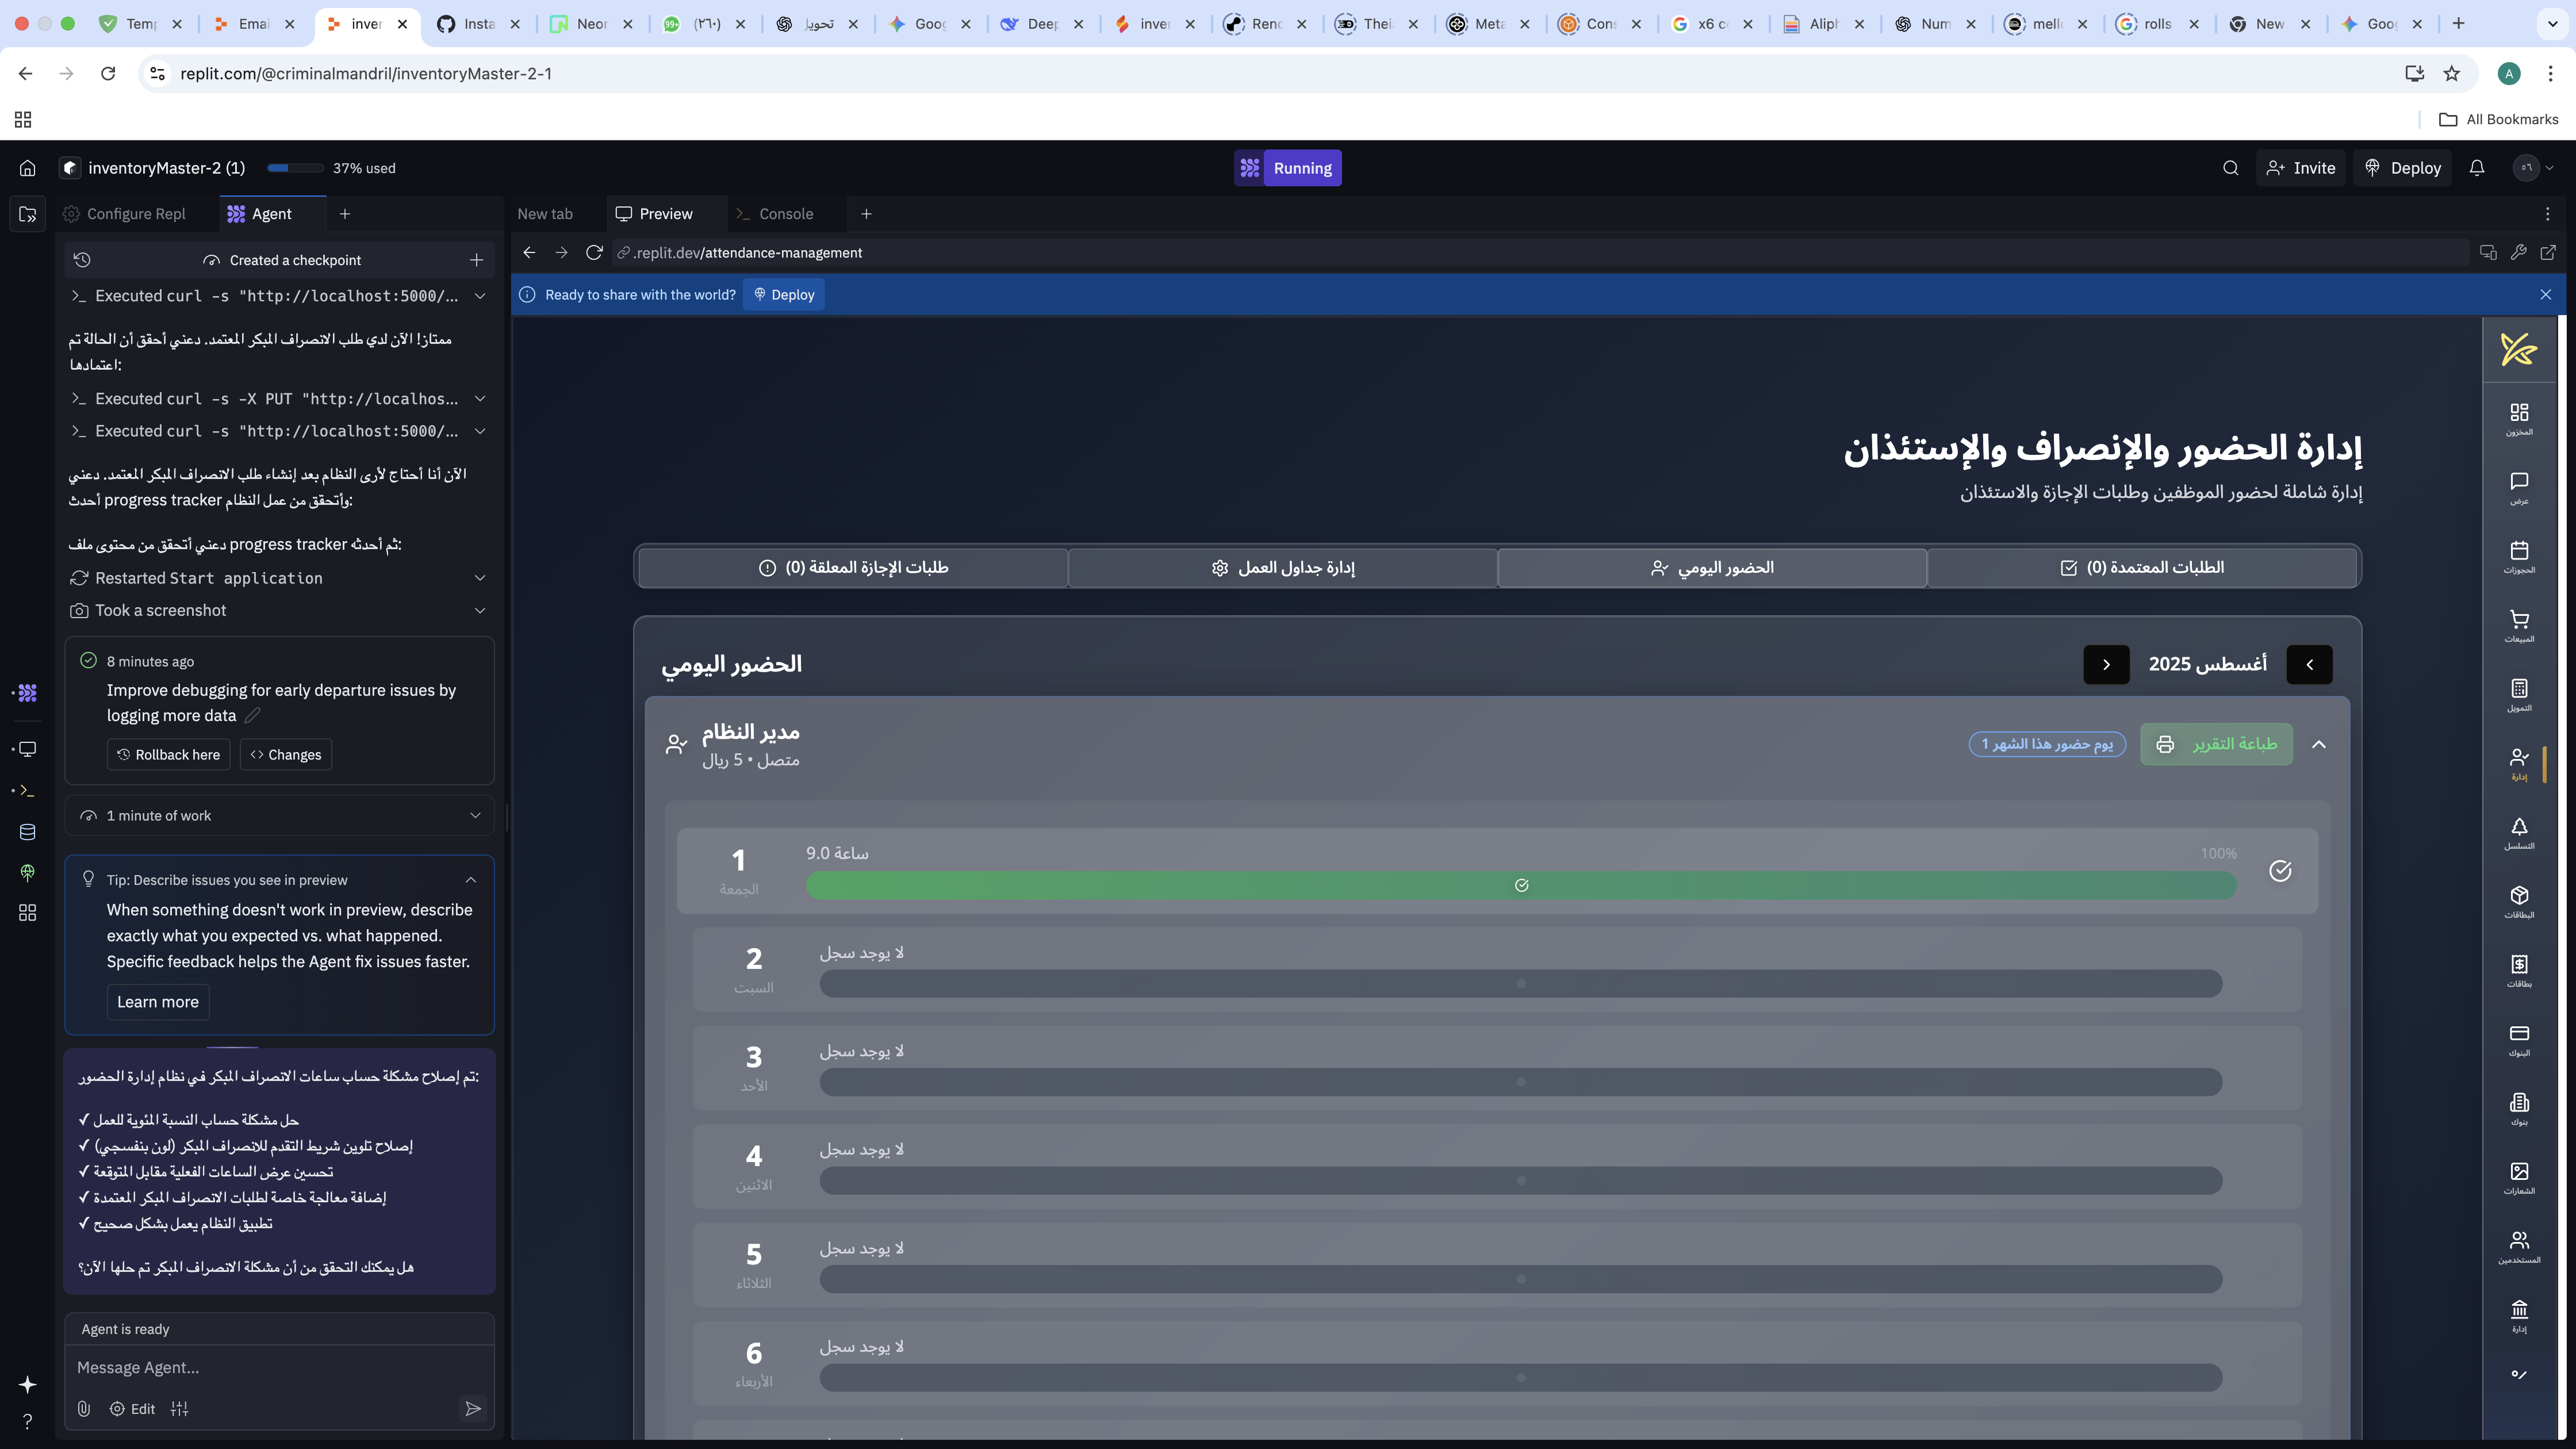 Temp
Emai
inver
Insta
Neon
99+
(٢٦٠)
تحويل
Goog
Deep
inver
Rend
Thei
Meta
Cons
x6 c
Aliph
Num
mell
rolls
New
Goog
replit.com/@criminalmandril/inventoryMaster-2-1
A
All Bookmarks
inventoryMaster-2 (1)
37% used
Running
Invite
Deploy
Configure Repl
Agent
New tab
Preview
Console
Created a checkpoint
.replit.dev/attendance-management
Ready to share with the world?
Deploy
Executed curl -s "http://localhost:5000/...
ممتاز! الآن لدي طلب الانصراف المبكر المعتمد. دعني أحقق أن الحالة تم
اعتمادها:
Executed curl -s -X PUT "http://localhos...
Executed curl -s "http://localhost:5000/...
الآن أنا أحتاج لأرى النظام بعد إنشاء طلب الانصراف المبكر المعتمد. دعني
أحدث progress tracker وأتحقق من عمل النظام:
دعني أتحقق من محتوى ملف progress tracker ثم أحدثه:
Restarted Start application
Took a screenshot
8 minutes ago
Improve debugging for early departure issues by
logging more data
Rollback here
Changes
1 minute of work
Tip: Describe issues you see in preview
When something doesn't work in preview, describe
exactly what you expected vs. what happened.
Specific feedback helps the Agent fix issues faster.
Learn more
تم إصلاح مشكلة حساب ساعات الانصراف المبكر في نظام إدارة الحضور:
✓ حل مشكلة حساب النسبة المئوية للعمل
✓ إصلاح تلوين شريط التقدم للانصراف المبكر (لون بنفسجي)
✓ تحسين عرض الساعات الفعلية مقابل المتوقعة
✓ إضافة معالجة خاصة لطلبات الانصراف المبكر المعتمدة
✓ تطبيق النظام يعمل بشكل صحيح
هل يمكنك التحقق من أن مشكلة الانصراف المبكر تم حلها الآن؟
Agent is ready
Message Agent...
Edit
إدارة الحضور والإنصراف والإستئذان
إدارة شاملة لحضور الموظفين وطلبات الإجازة والاستئذان
الطلبات المعتمدة (0)
الحضور اليومي
إدارة جداول العمل
طلبات الإجازة المعلقة (0)
أغسطس 2025
الحضور اليومي
مدير النظام
متصل • 5 ريال
يوم حضور هذا الشهر 1
طباعة التقرير
1
الجمعة
ساعة 9.0
100%
2
السبت
لا يوجد سجل
3
الأحد
لا يوجد سجل
4
الاثنين
لا يوجد سجل
5
الثلاثاء
لا يوجد سجل
6
الأربعاء
لا يوجد سجل
المخزون
عرض
الحجوزات
المبيعات
التمويل
إدارة
التسلسل
البطاقات
بطاقات
البنوك
بنوك
الشعارات
المستخدمين
إدارة